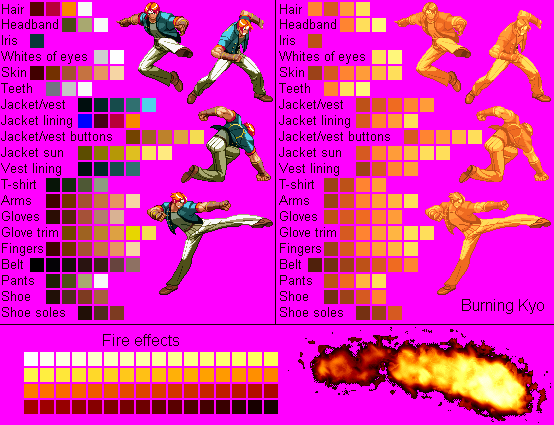 Hair
Headband
Iris
Whites of eyes
Skin
Teeth
Jacket/vest
Jacket lining
Jacket/vest buttons
Jacket sun
Vest lining
T-shirt
Arms
Gloves
Glove trim
Fingers
Belt
Pants
Shoe
Shoe soles
Hair
Headband
Iris
Whites of eyes
Skin
Teeth
Jacket/vest
Jacket lining
Jacket/vest buttons
Jacket sun
Vest lining
T-shirt
Arms
Gloves
Glove trim
Fingers
Belt
Pants
Shoe
Shoe soles
Burning Kyo
Fire effects